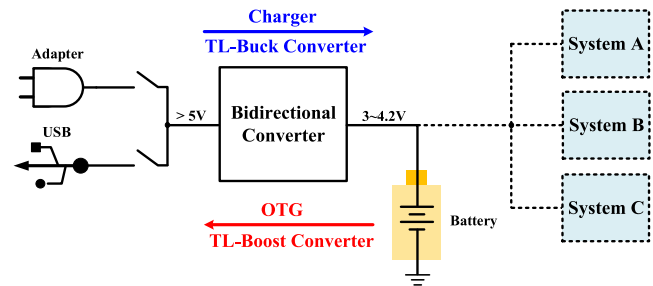 Charger
TL-Buck Converter
Adapter
USB
> 5V
Bidirectional
Converter
3~4.2V
OTG
TL-Boost Converter
Battery
System A
System B
System C